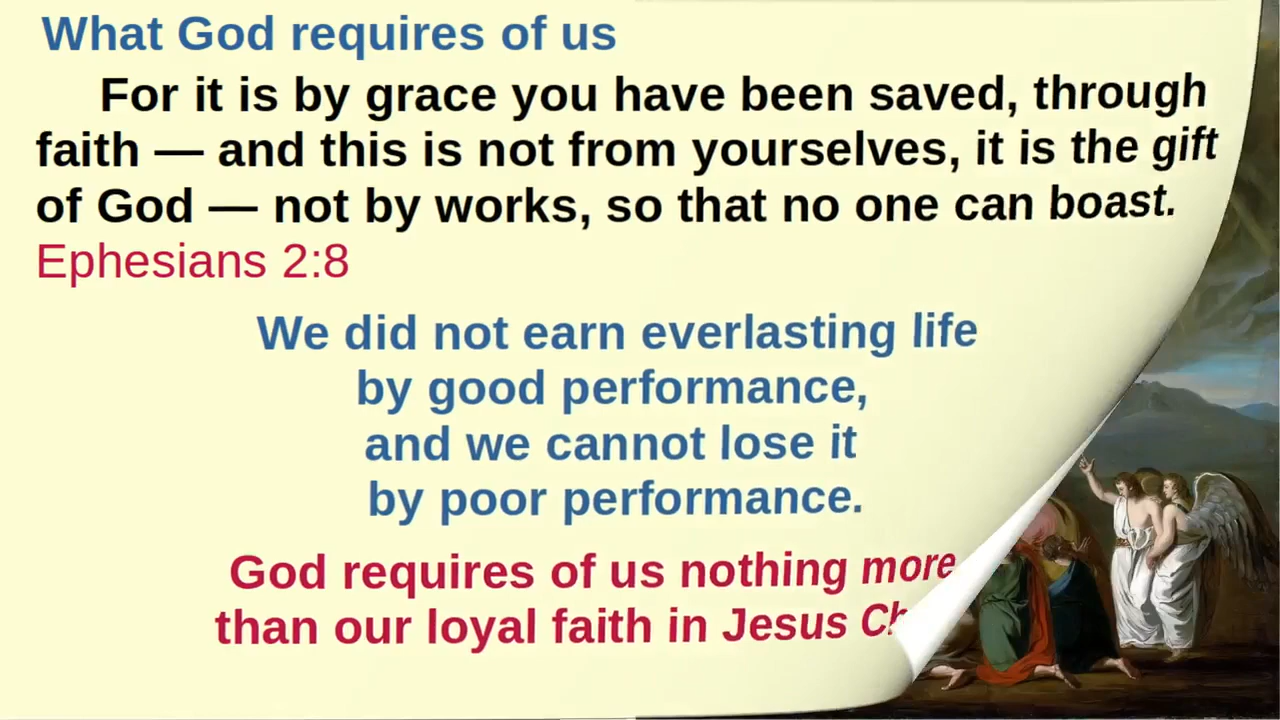 What God requires of us
For it is by grace you have been saved, through
faith — and this is not from yourselves, it is the gift
of God — not by works, so that no one can boast.
Ephesians 2:8
We did not earn everlasting life
by good performance,
and we cannot lose it
by poor performance.
God requires of us nothing more
than our loyal faith in Jesus